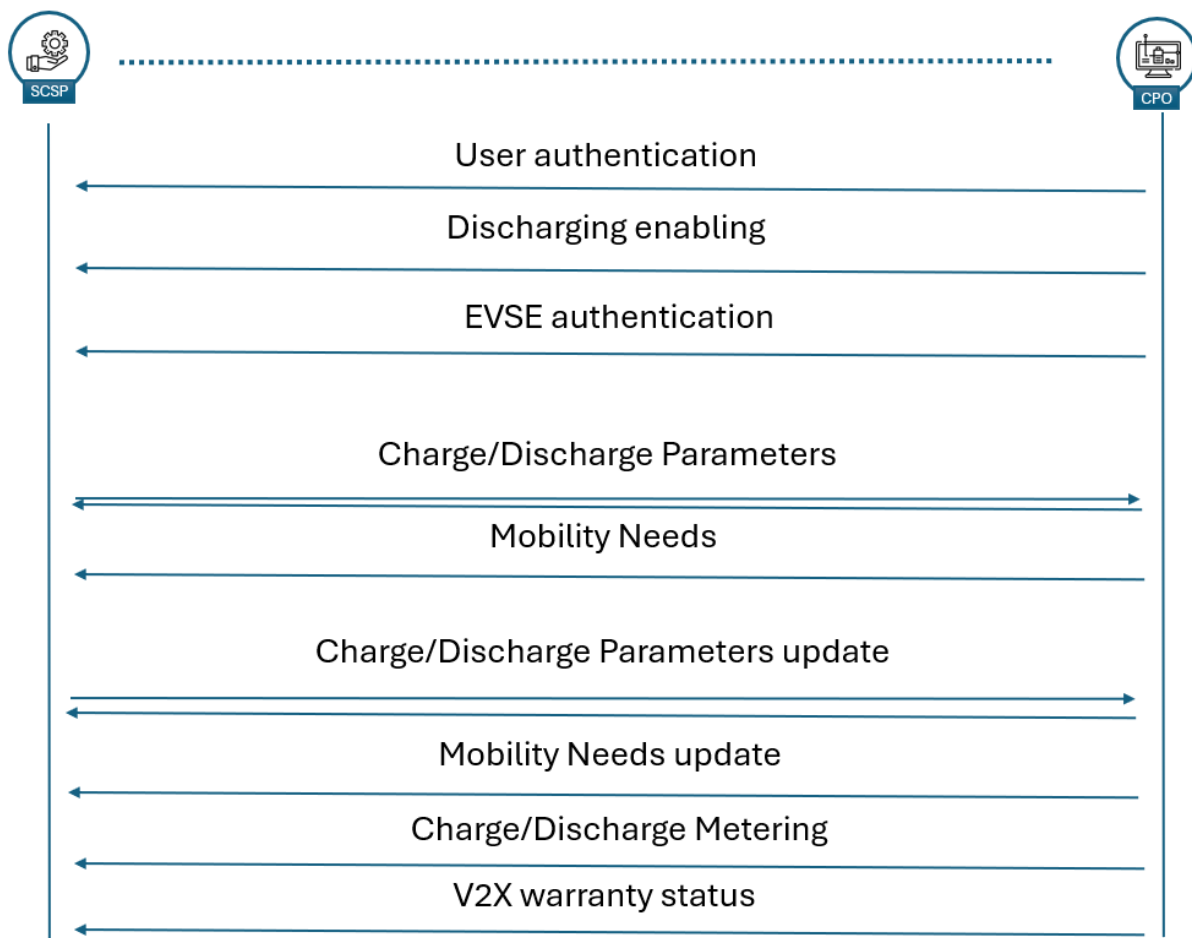 SCSP
CPO
User authentication
Discharging enabling
EVSE authentication
Charge/Discharge Parameters
Mobility Needs
Charge/Discharge Parameters update
Mobility Needs update
Charge/Discharge Metering
V2X warranty status